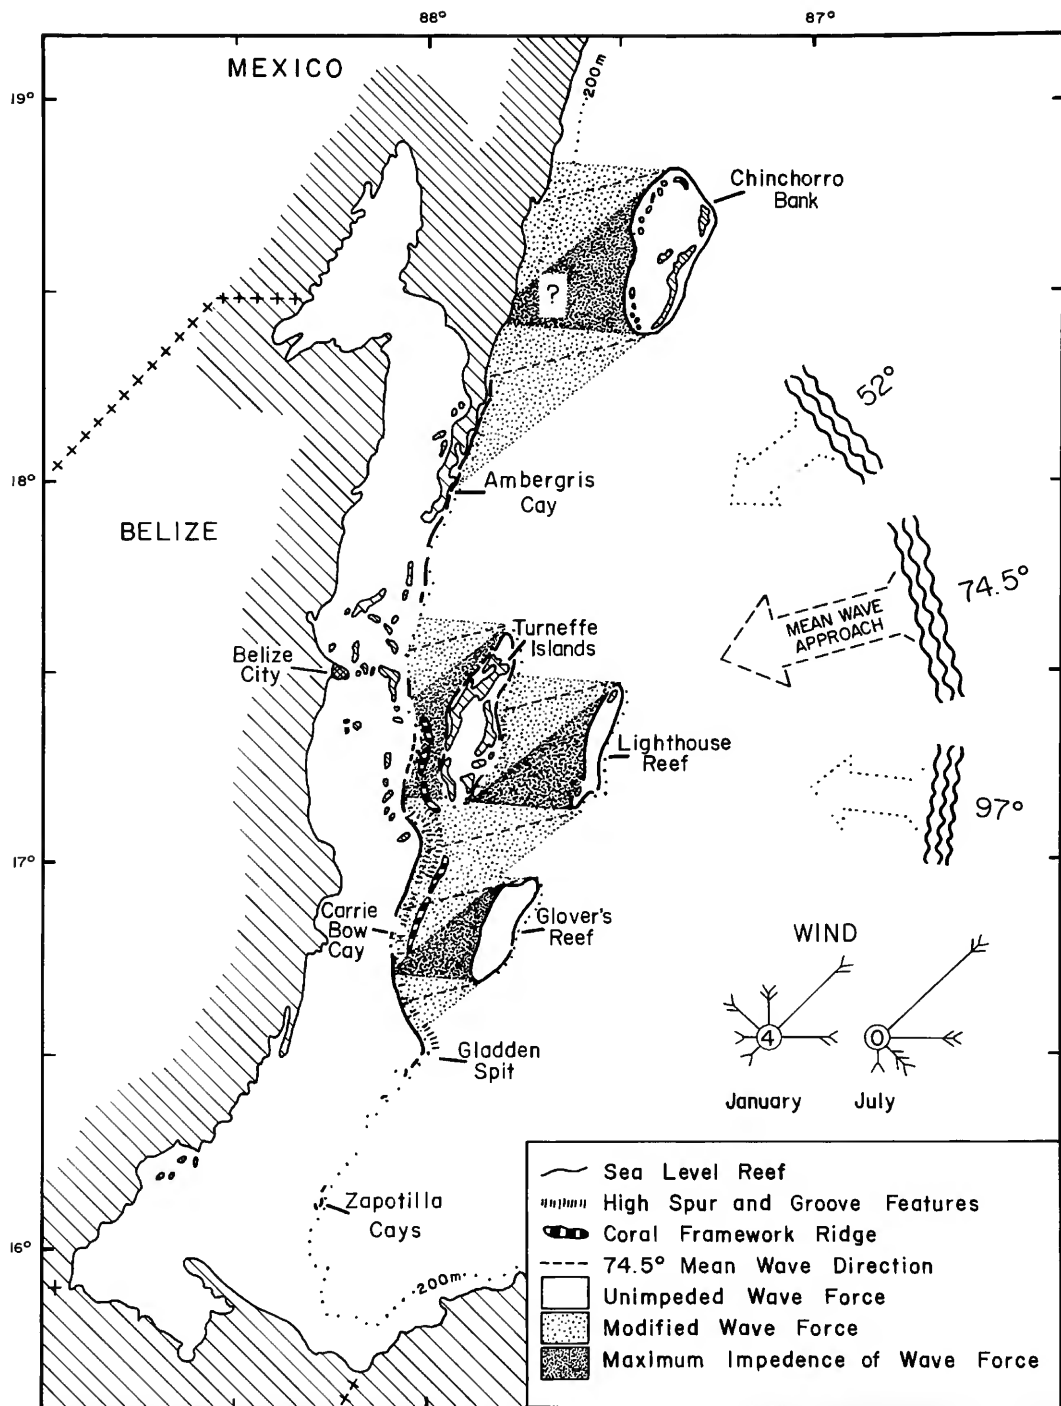 88°
87°
MEXICO
19°
200m
Chinchorro
Bank
?
52°
18°
Ambergris
Cay
BELIZE
74.5°
MEAN WAVE
APPROACH
Turneffe
Islands
Belize
City
Lighthouse
Reef
97°
17°
Carrie
Bow
Cay
Glover's
Reef
WIND
4
0
Gladden
Spit
January
July
Zapotilla
Cays
16°
200m
Sea Level Reef
High Spur and Groove Features
Coral Framework Ridge
74.5° Mean Wave Direction
Unimpeded Wave Force
Modified Wave Force
Maximum Impedence of Wave Force